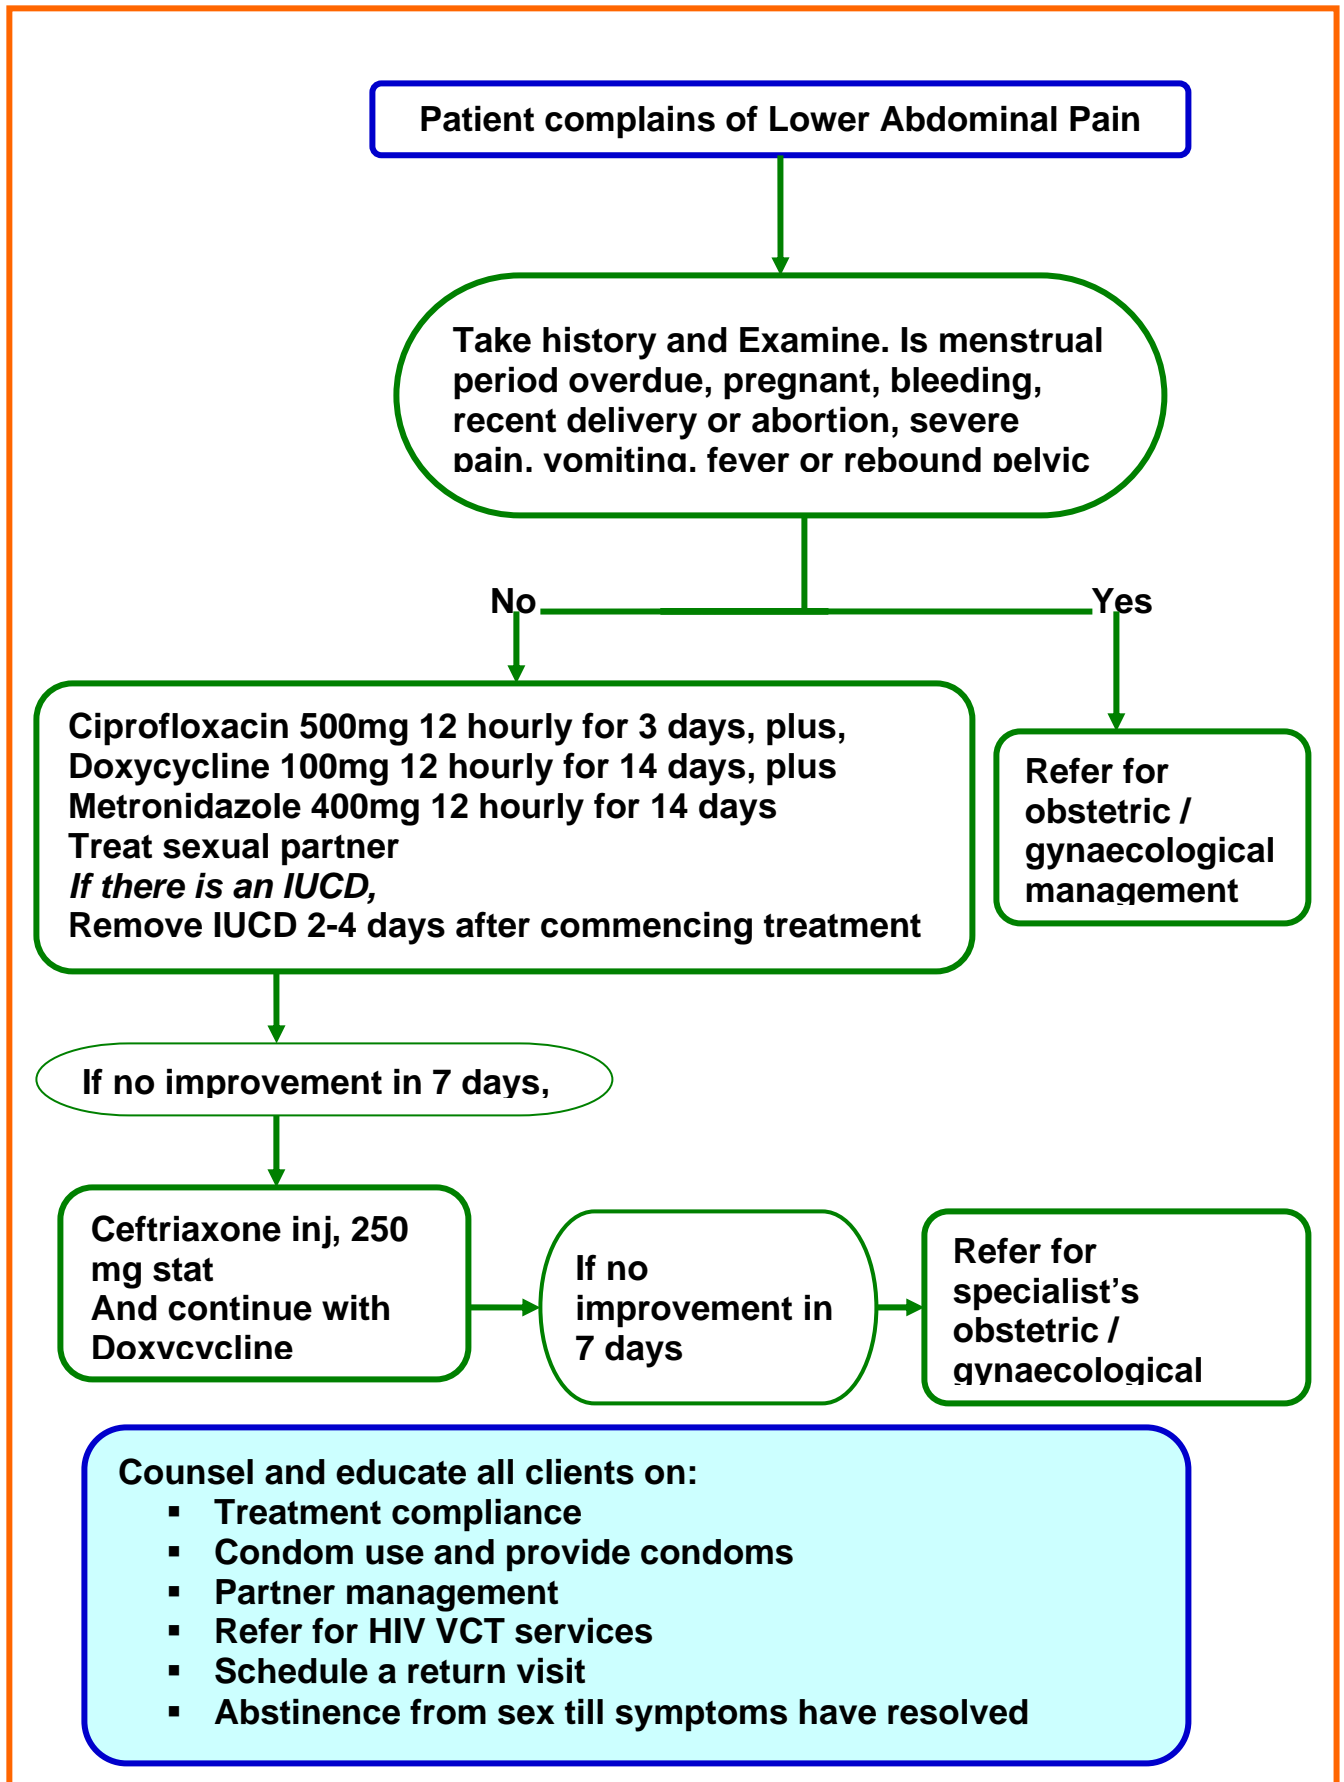 Patient complains of Lower Abdominal Pain
Take history and Examine. Is menstrual
period overdue, pregnant, bleeding,
recent delivery or abortion, severe
pain, vomiting, fever or rebound pelvic
No
Yes
Ciprofloxacin 500mg 12 hourly for 3 days, plus,
Doxycycline 100mg 12 hourly for 14 days, plus
Metronidazole 400mg 12 hourly for 14 days
Treat sexual partner
If there is an IUCD,
Remove IUCD 2-4 days after commencing treatment
Refer for
obstetric /
gynaecological
management
If no improvement in 7 days,
Ceftriaxone inj, 250
mg stat
And continue with
Doxycycline
If no
improvement in
7 days
Refer for
specialist’s
obstetric /
gynaecological
Counsel and educate all clients on:
▪ Treatment compliance
▪ Condom use and provide condoms
▪ Partner management
▪ Refer for HIV VCT services
▪ Schedule a return visit
▪ Abstinence from sex till symptoms have resolved